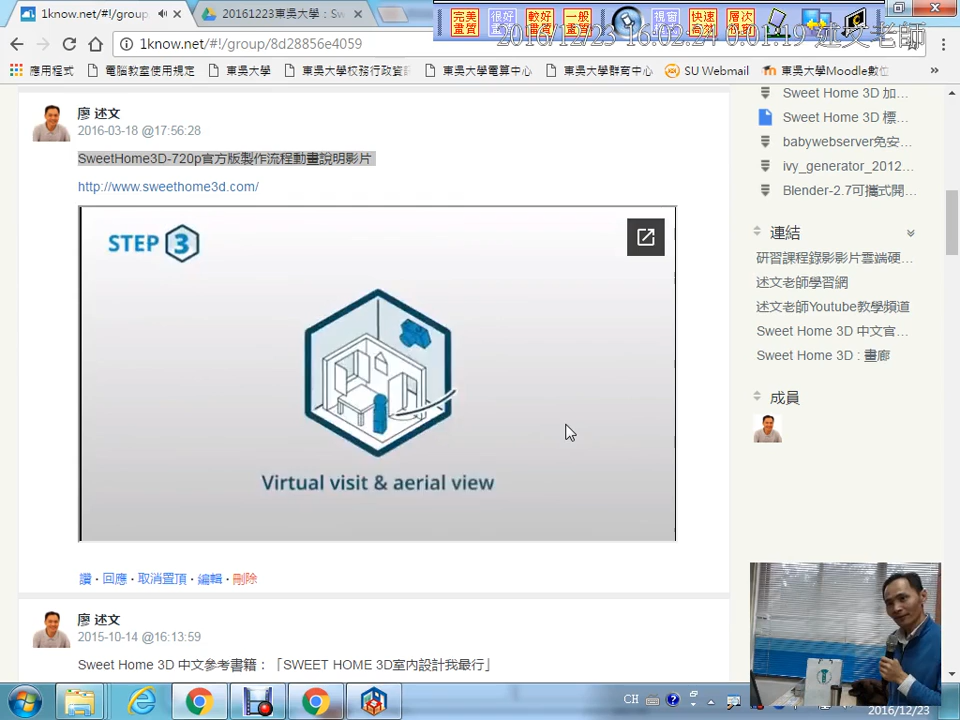 1know.net/#!/group/
20161223東吳大學：Sw
完美畫質
很好畫質
較好畫質
一般畫質
視窗
快速
層次視窗
2016/12/23 16:02:24 0:01:19 述文老師
1know.net/#!/group/8d28856e4059
應用程式
電腦教室使用規定
東吳大學
東吳大學校務行政資訊
東吳大學電算中心
東吳大學群育中心
SU Webmail
東吳大學Moodle數位
廖 述文
2016-03-18 @17:56:28
SweetHome3D-720p官方版製作流程動畫說明影片
http://www.sweethome3d.com/
STEP 3
Virtual visit & aerial view
讚 · 回應 · 取消置頂 · 編輯 · 刪除
廖 述文
2015-10-14 @16:13:59
Sweet Home 3D 中文參考書籍：「SWEET HOME 3D室內設計我最行」
Sweet Home 3D 加...
Sweet Home 3D 標...
babywebserver免安...
ivy_generator_2012...
Blender-2.7可攜式開...
連結
研習課程錄影影片雲端硬...
述文老師學習網
述文老師Youtube教學頻道
Sweet Home 3D 中文官...
Sweet Home 3D : 畫廊
成員
CH
2016/12/23